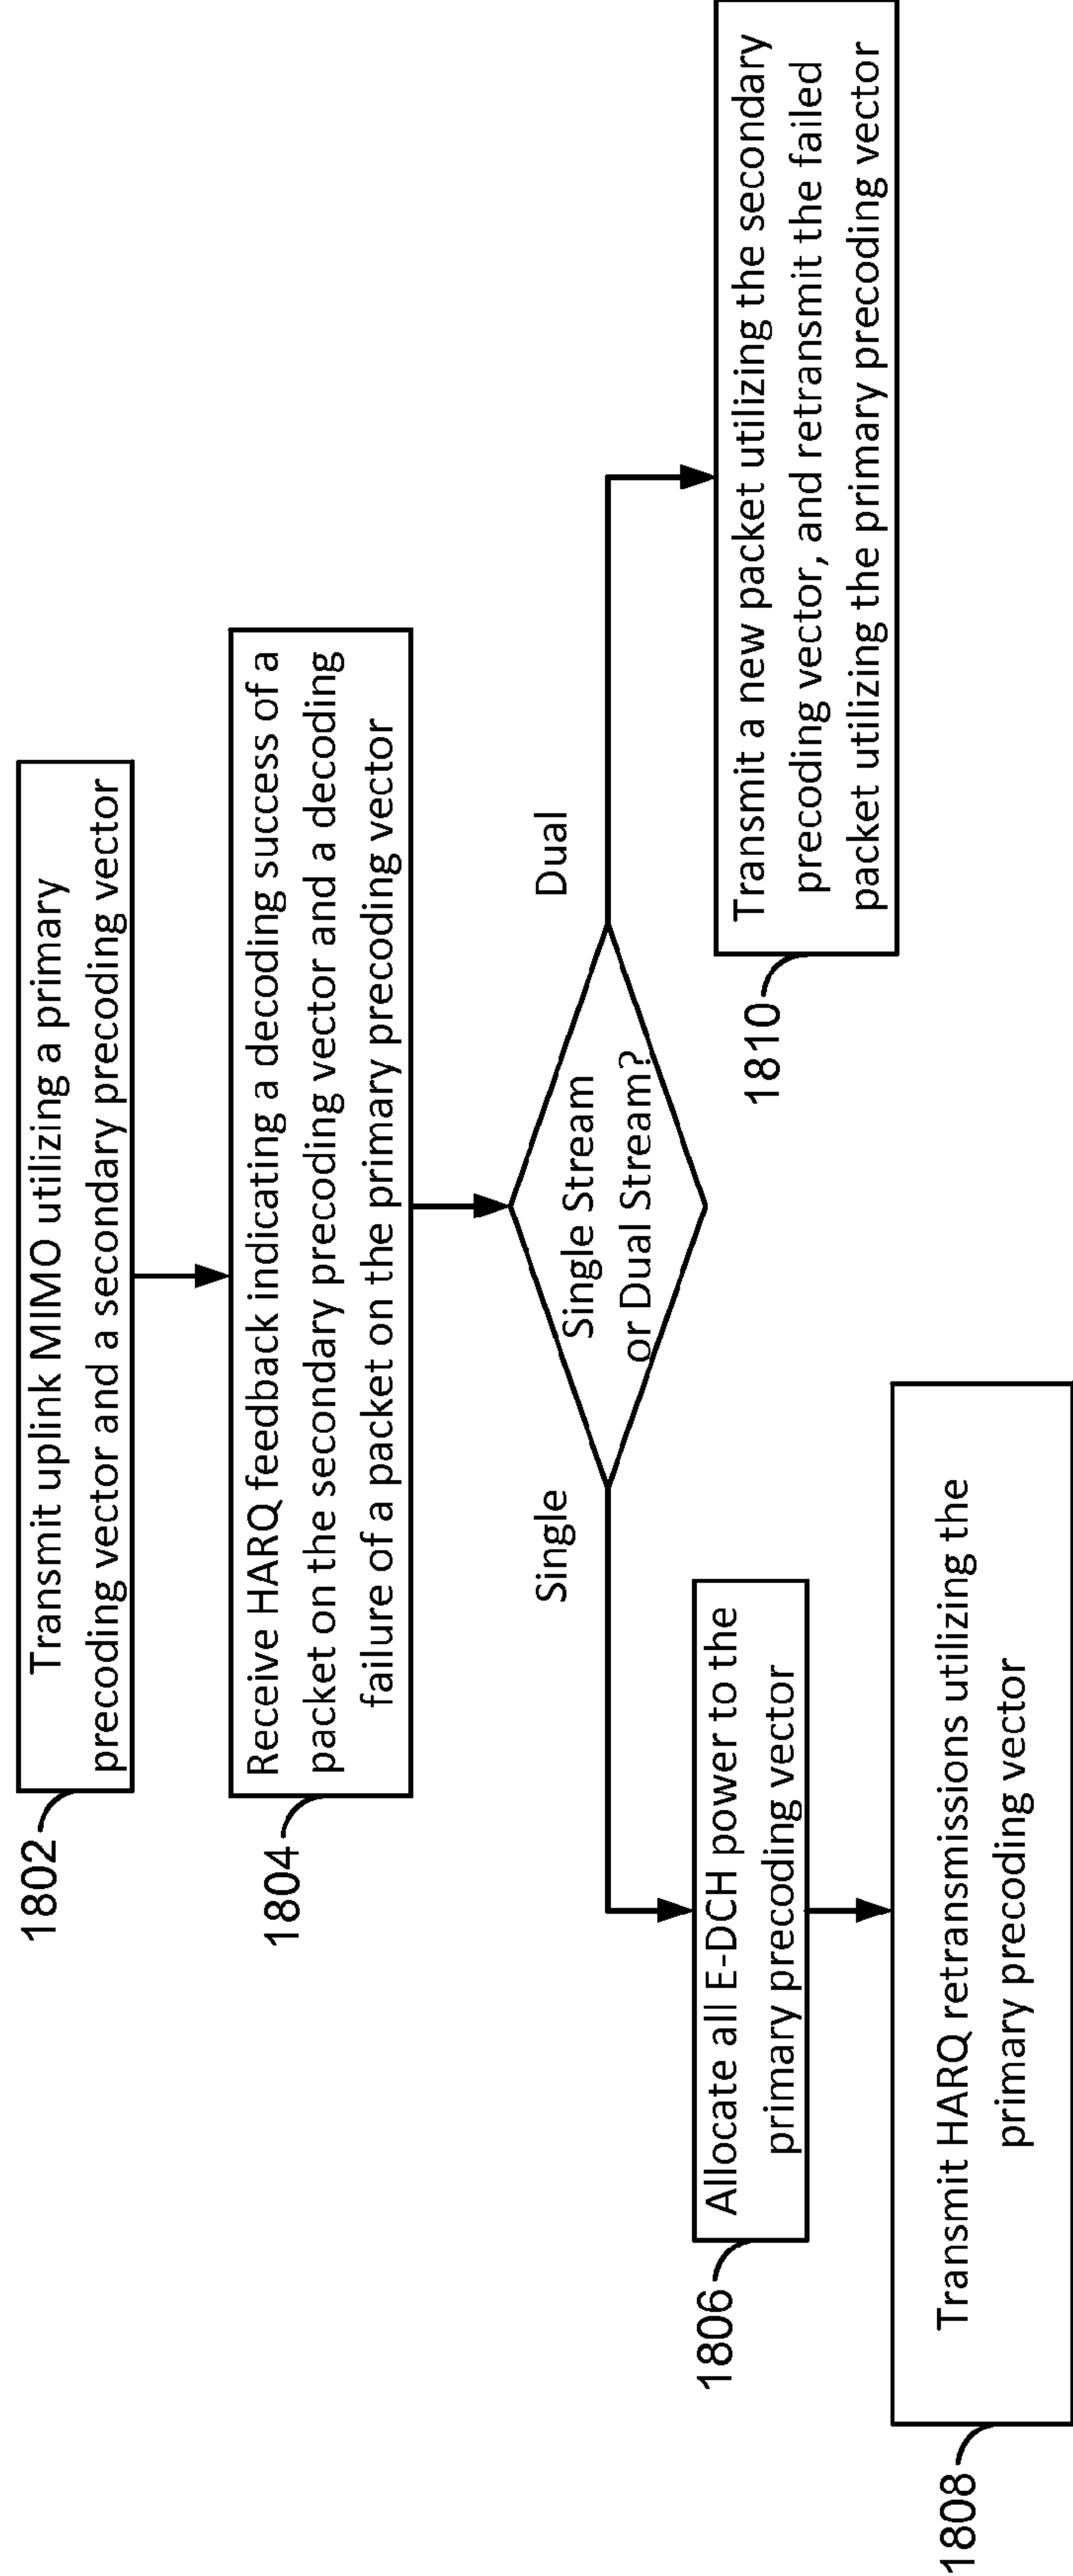 1802
Transmit uplink MIMO utilizing a primary
precoding vector and a secondary precoding vector
1804
Receive HARQ feedback indicating a decoding success of a
packet on the secondary precoding vector and a decoding
failure of a packet on the primary precoding vector
Single Stream
or Dual Stream?
Single
Dual
1806
Allocate all E-DCH power to the
primary precoding vector
1808
Transmit HARQ retransmissions utilizing the
primary precoding vector
1810
Transmit a new packet utilizing the secondary
precoding vector, and retransmit the failed
packet utilizing the primary precoding vector